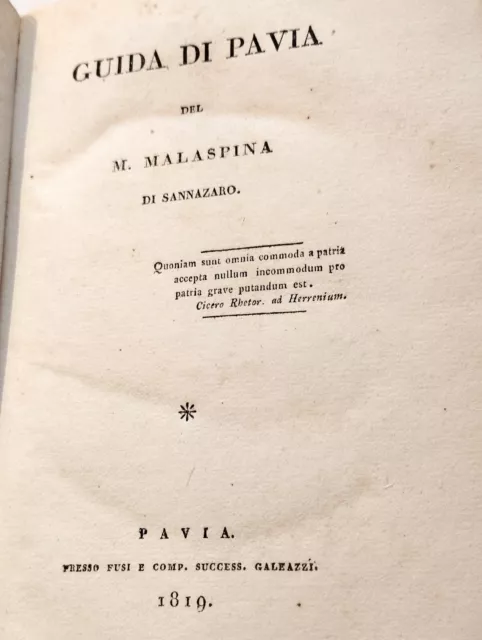 GUIDA DI PAVIA
DEL
M. MALASPINA
DI SANNAZARO.
Quoniam sunt omnia commoda a patria
accepta nullum incommodum pro
patria grave putandum est.
Cicero Rhetor. ad Herrenium.
PAVIA.
PRESSO FUSI E COMP. SUCCESS. GALEAZZI.
1819.